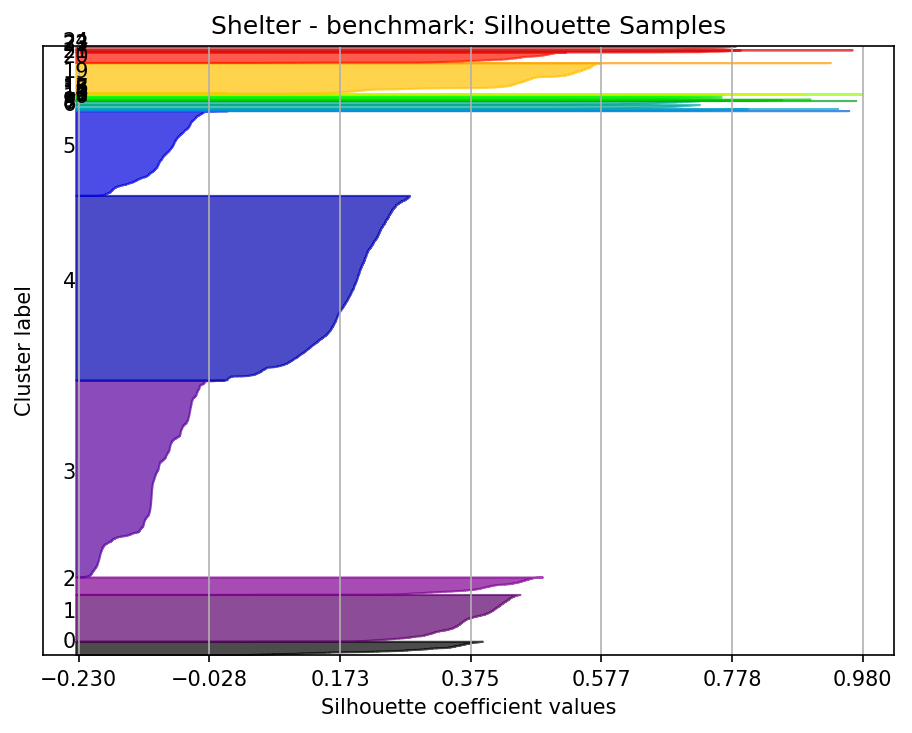 Shelter - benchmark: Silhouette Samples
19
5
4
3
2
1
0
Cluster label
−0.230 −0.028 0.173 0.375 0.577 0.778 0.980
Silhouette coefficient values